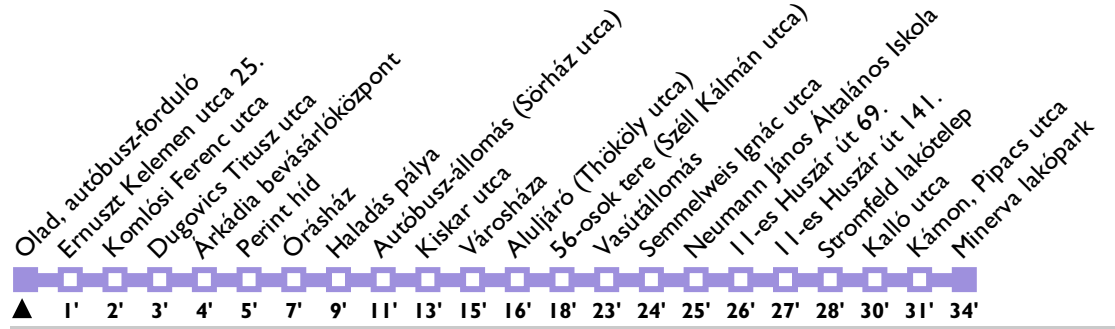 Olad, autóbusz-forduló
Ernuszt Kelemen utca 25.
Komlósi Ferenc utca
Dugovics Titusz utca
Árkádia bevásárlóközpont
Perint híd
Órásház
Haladás pálya
Autóbusz-állomás (Sörház utca)
Kiskar utca
Városháza
Aluljáró (Thököly utca)
56-osok tere (Széll Kálmán utca)
Vasútállomás
Semmelweis Ignác utca
Neumann János Általános Iskola
11-es Huszár út 69.
11-es Huszár út 141.
Stromfeld lakótelep
Kalló utca
Kámon, Pipacs utca
Minerva lakópark
1' 2' 3' 4' 5' 7' 9' 11' 13' 15' 16' 18' 23' 24' 25' 26' 27' 28' 30' 31' 34'